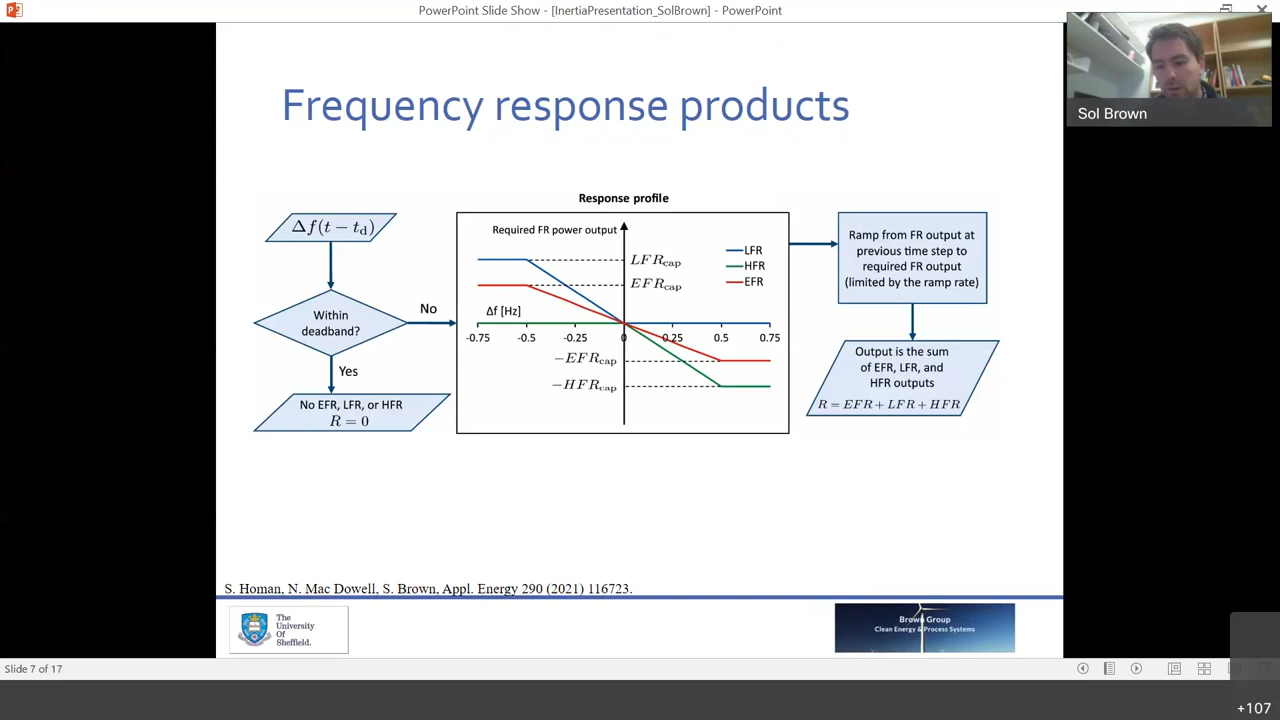 PowerPoint Slide Show - [InertiaPresentation_SolBrown] - PowerPoint
Sol Brown
Frequency response products
Δf(t − td)
Within
deadband?
No
Yes
No EFR, LFR, or HFR
R = 0
Response profile
Required FR power output
LFRcap
EFRcap
LFR
HFR
EFR
Δf [Hz]
-0.75 -0.5 -0.25 0 0.25 0.5 0.75
−EFRcap
−HFRcap
Ramp from FR output at
previous time step to
required FR output
(limited by the ramp rate)
Output is the sum
of EFR, LFR, and
HFR outputs
R = EFR + LFR + HFR
S. Homan, N. Mac Dowell, S. Brown, Appl. Energy 290 (2021) 116723.
The
University
Of
Sheffield.
Brown Group
Clean Energy & Process Systems
Slide 7 of 17
+107